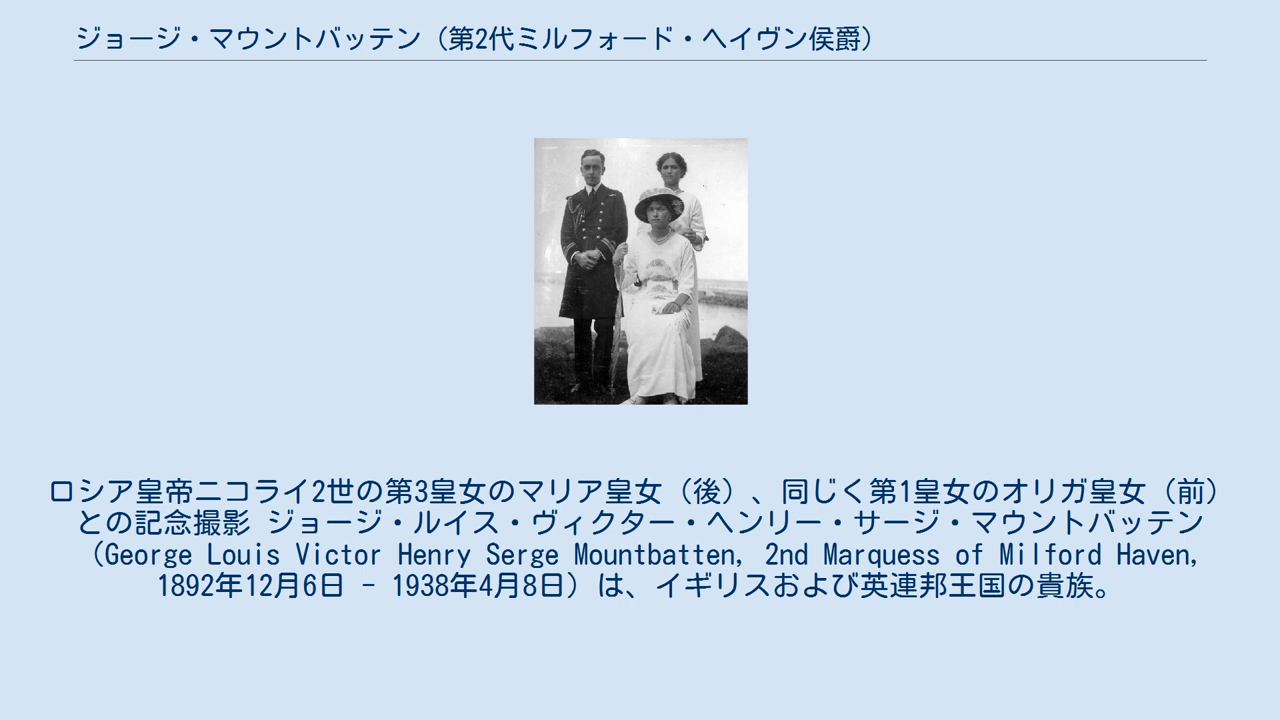 ジョージ・マウントバッテン（第2代ミルフォード・ヘイヴン侯爵）
ロシア皇帝ニコライ2世の第3皇女のマリア皇女（後）、同じく第1皇女のオリガ皇女（前）
との記念撮影 ジョージ・ルイス・ヴィクター・ヘンリー・サージ・マウントバッテン
（George Louis Victor Henry Serge Mountbatten, 2nd Marquess of Milford Haven,
1892年12月6日 - 1938年4月8日）は、イギリスおよび英連邦王国の貴族。